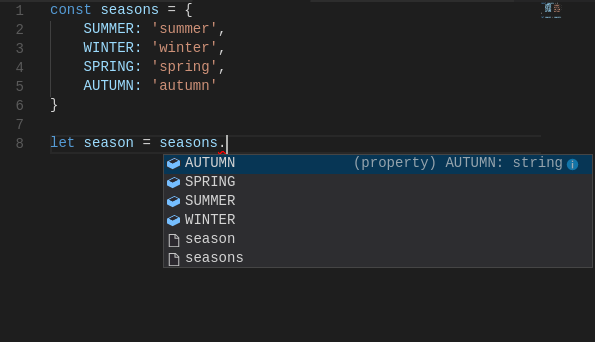 1 const seasons = {
2 SUMMER: 'summer',
3 WINTER: 'winter',
4 SPRING: 'spring',
5 AUTUMN: 'autumn'
6 }
7
8 let season = seasons.
AUTUMN (property) AUTUMN: string
SPRING
SUMMER
WINTER
season
seasons